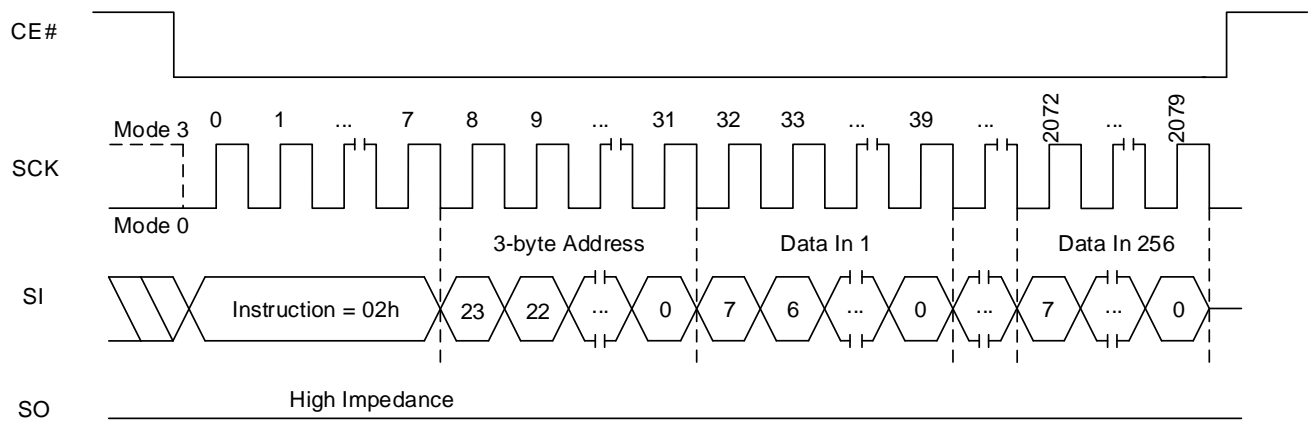 CE#
Mode 3 0 1 ... 7 8 9 ... 31 32 33 ... 39 ... 2072 ... 2079
SCK
Mode 0
3-byte Address Data In 1 Data In 256
SI Instruction = 02h 23 22 ... 0 7 6 ... 0 ... 7 ... 0
High Impedance
SO